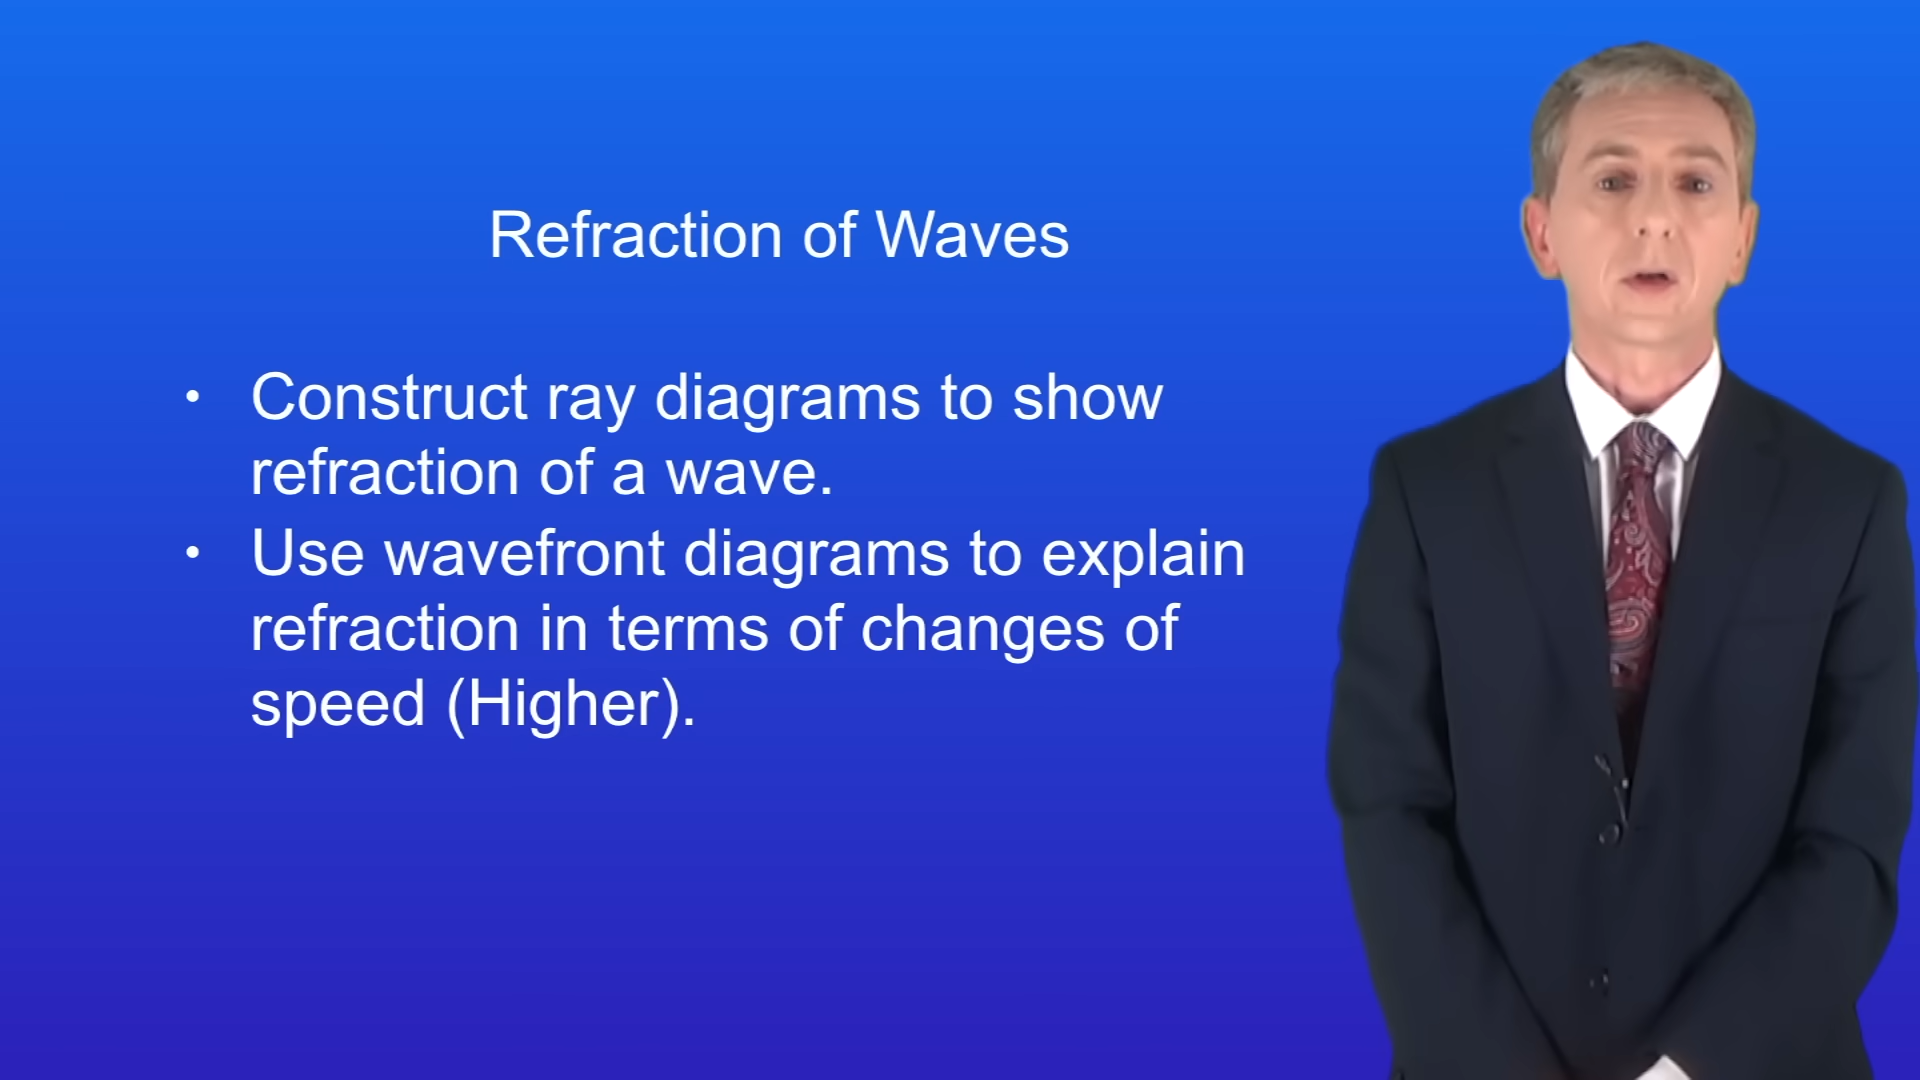 Refraction of Waves
• Construct ray diagrams to show
refraction of a wave.
• Use wavefront diagrams to explain
refraction in terms of changes of
speed (Higher).